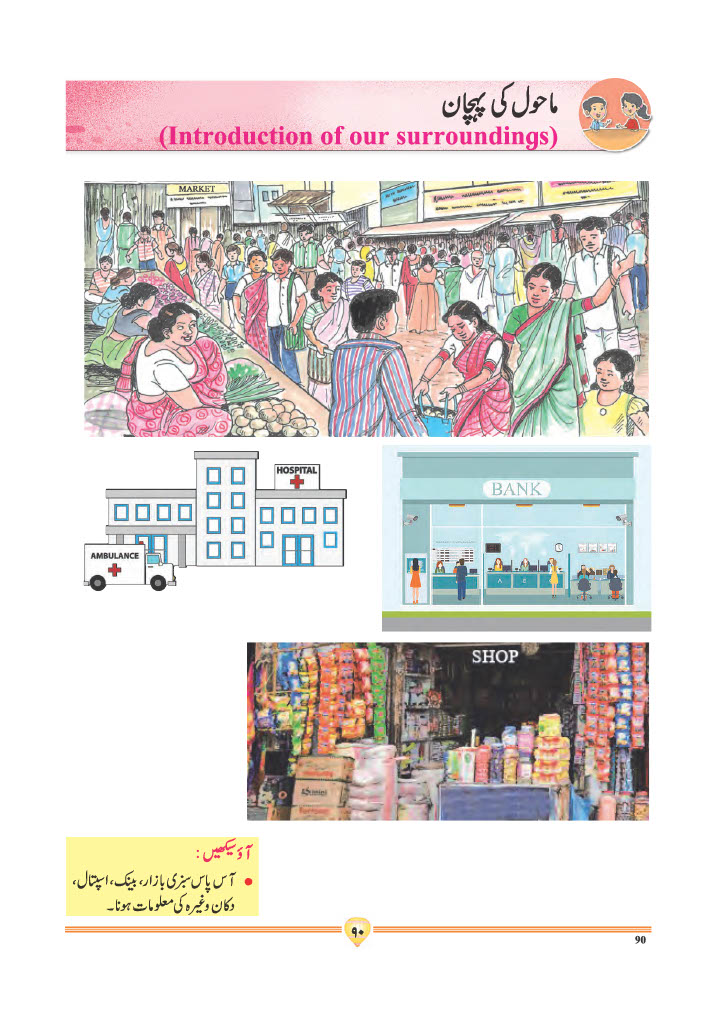 ماحول کی پہچان
(Introduction of our surroundings)
MARKET
HOSPITAL
AMBULANCE
BANK
A B
SHOP
آؤ سیکھیں :
● آس پاس سبزی بازار، بینک، اسپتال،
دکان وغیرہ کی معلومات ہونا۔
۹۰
90